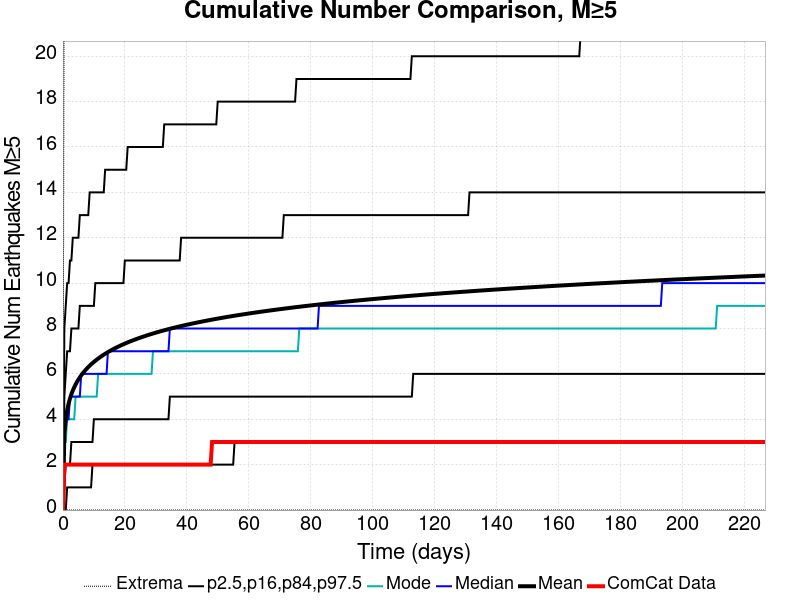 Cumulative Number Comparison, M≥5
Cumulative Num Earthquakes M≥5
20
18
16
14
12
10
8
6
4
2
0
0 20 40 60 80 100 120 140 160 180 200 220
Time (days)
Extrema p2.5,p16,p84,p97.5 Mode Median Mean ComCat Data